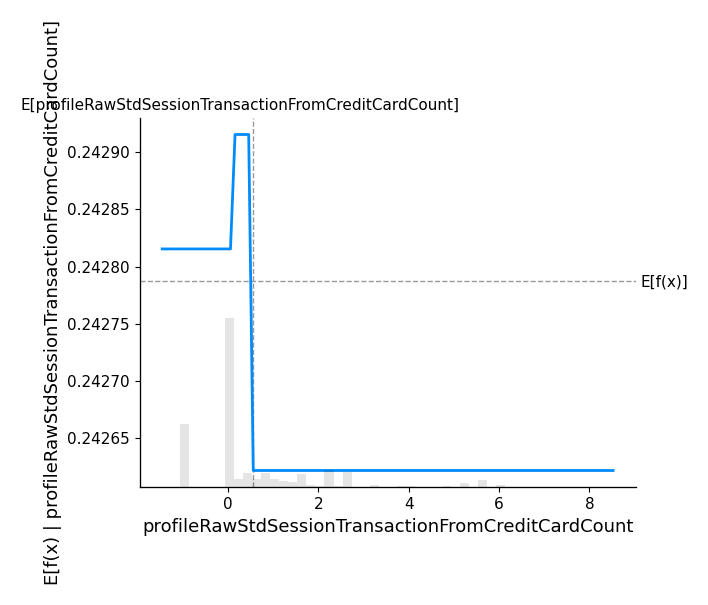 E[profileRawStdSessionTransactionFromCreditCardCount]
E[f(x) | profileRawStdSessionTransactionFromCreditCardCount]
0.24290
0.24285
0.24280
0.24275
0.24270
0.24265
E[f(x)]
0 2 4 6 8
profileRawStdSessionTransactionFromCreditCardCount